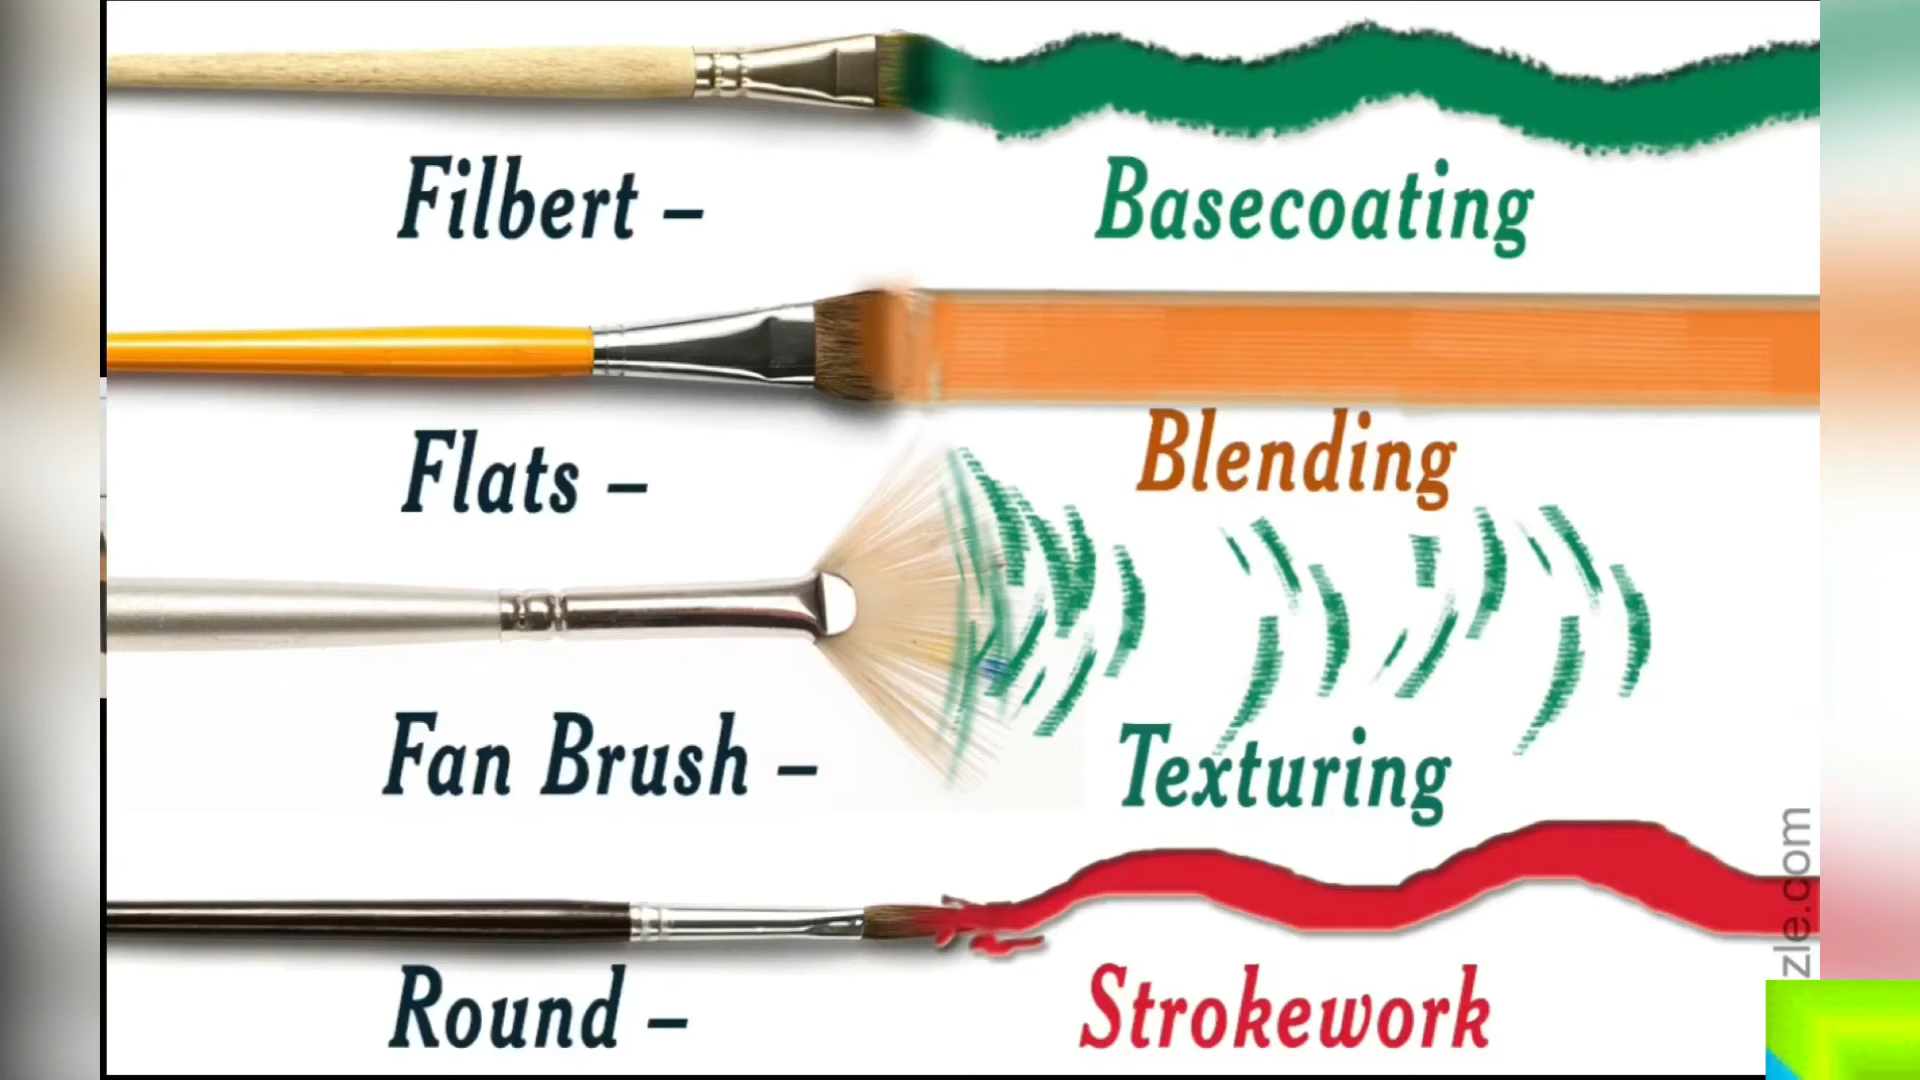 Filbert – Basecoating
Flats – Blending
Fan Brush – Texturing
Round – Strokework
zle.com